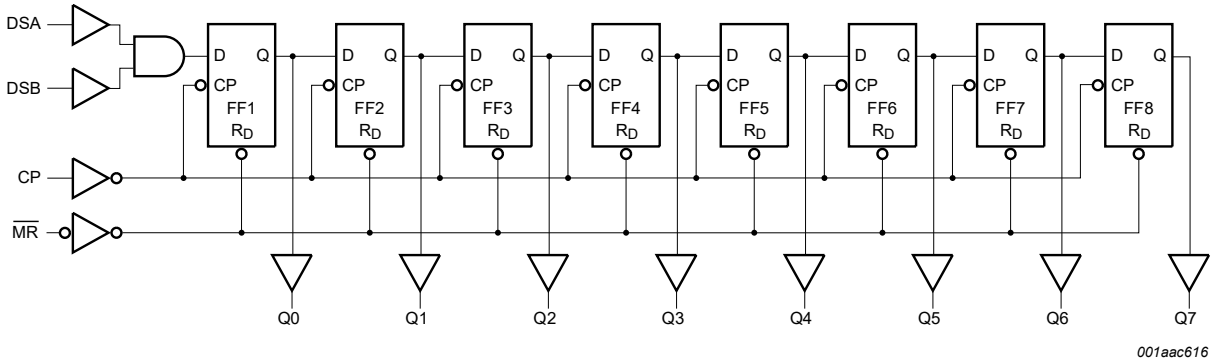 DSA
DSB
CP
MR
D Q
CP
FF1
RD
D Q
CP
FF2
RD
D Q
CP
FF3
RD
D Q
CP
FF4
RD
D Q
CP
FF5
RD
D Q
CP
FF6
RD
D Q
CP
FF7
RD
D Q
CP
FF8
RD
Q0 Q1 Q2 Q3 Q4 Q5 Q6 Q7
001aac616